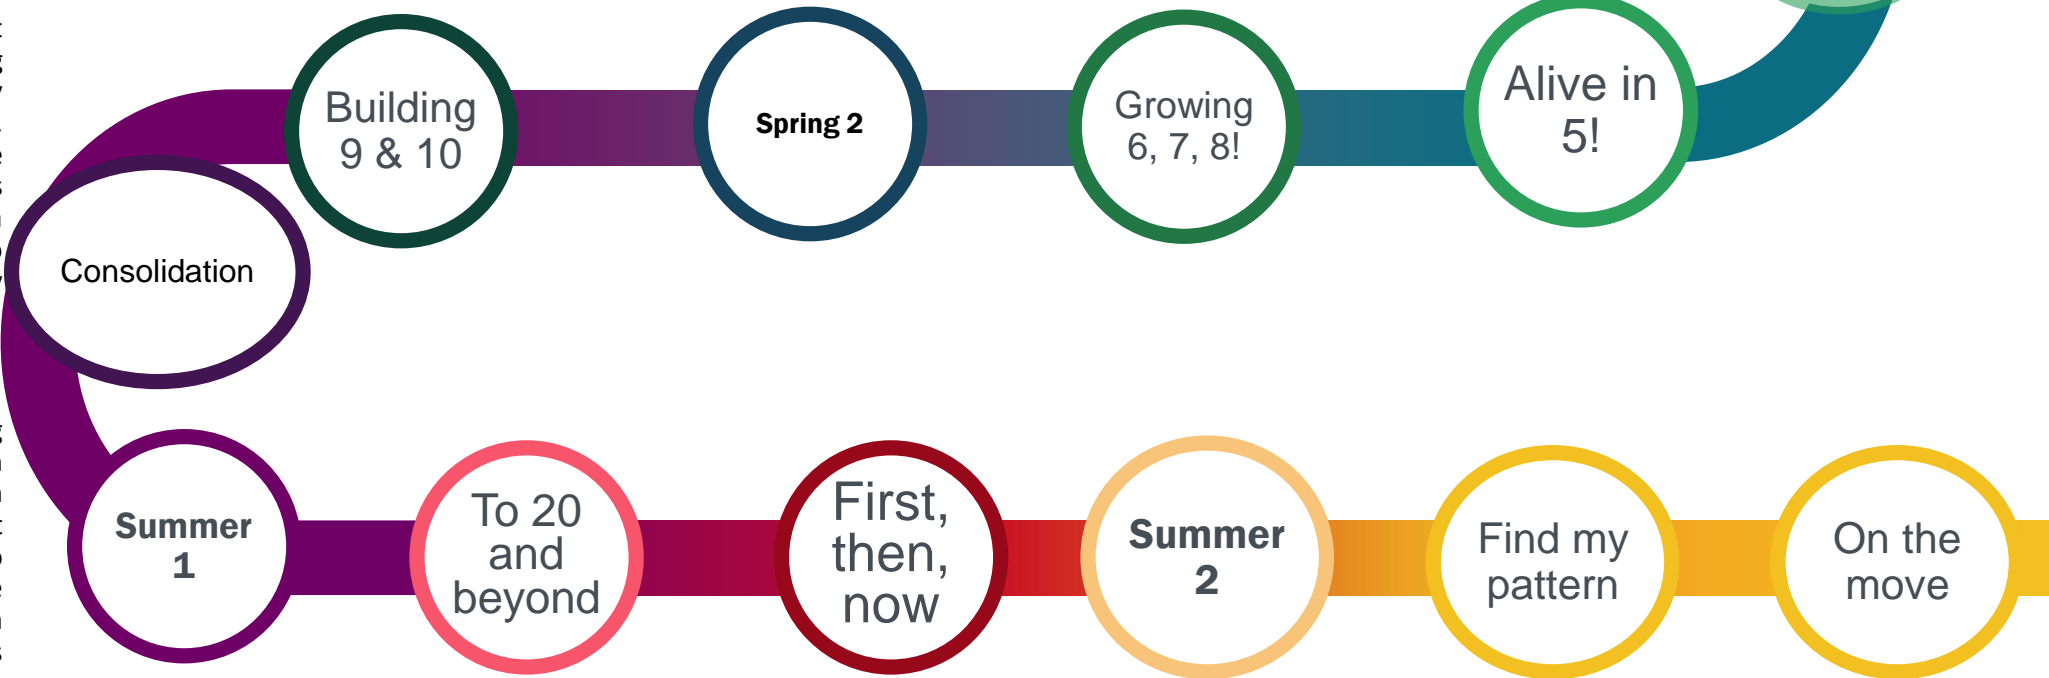 Building
9 & 10
Spring 2
Growing
6, 7, 8!
Alive in
5!
Consolidation
Summer
1
To 20
and
beyond
First,
then,
now
Summer
2
Find my
pattern
On the
move